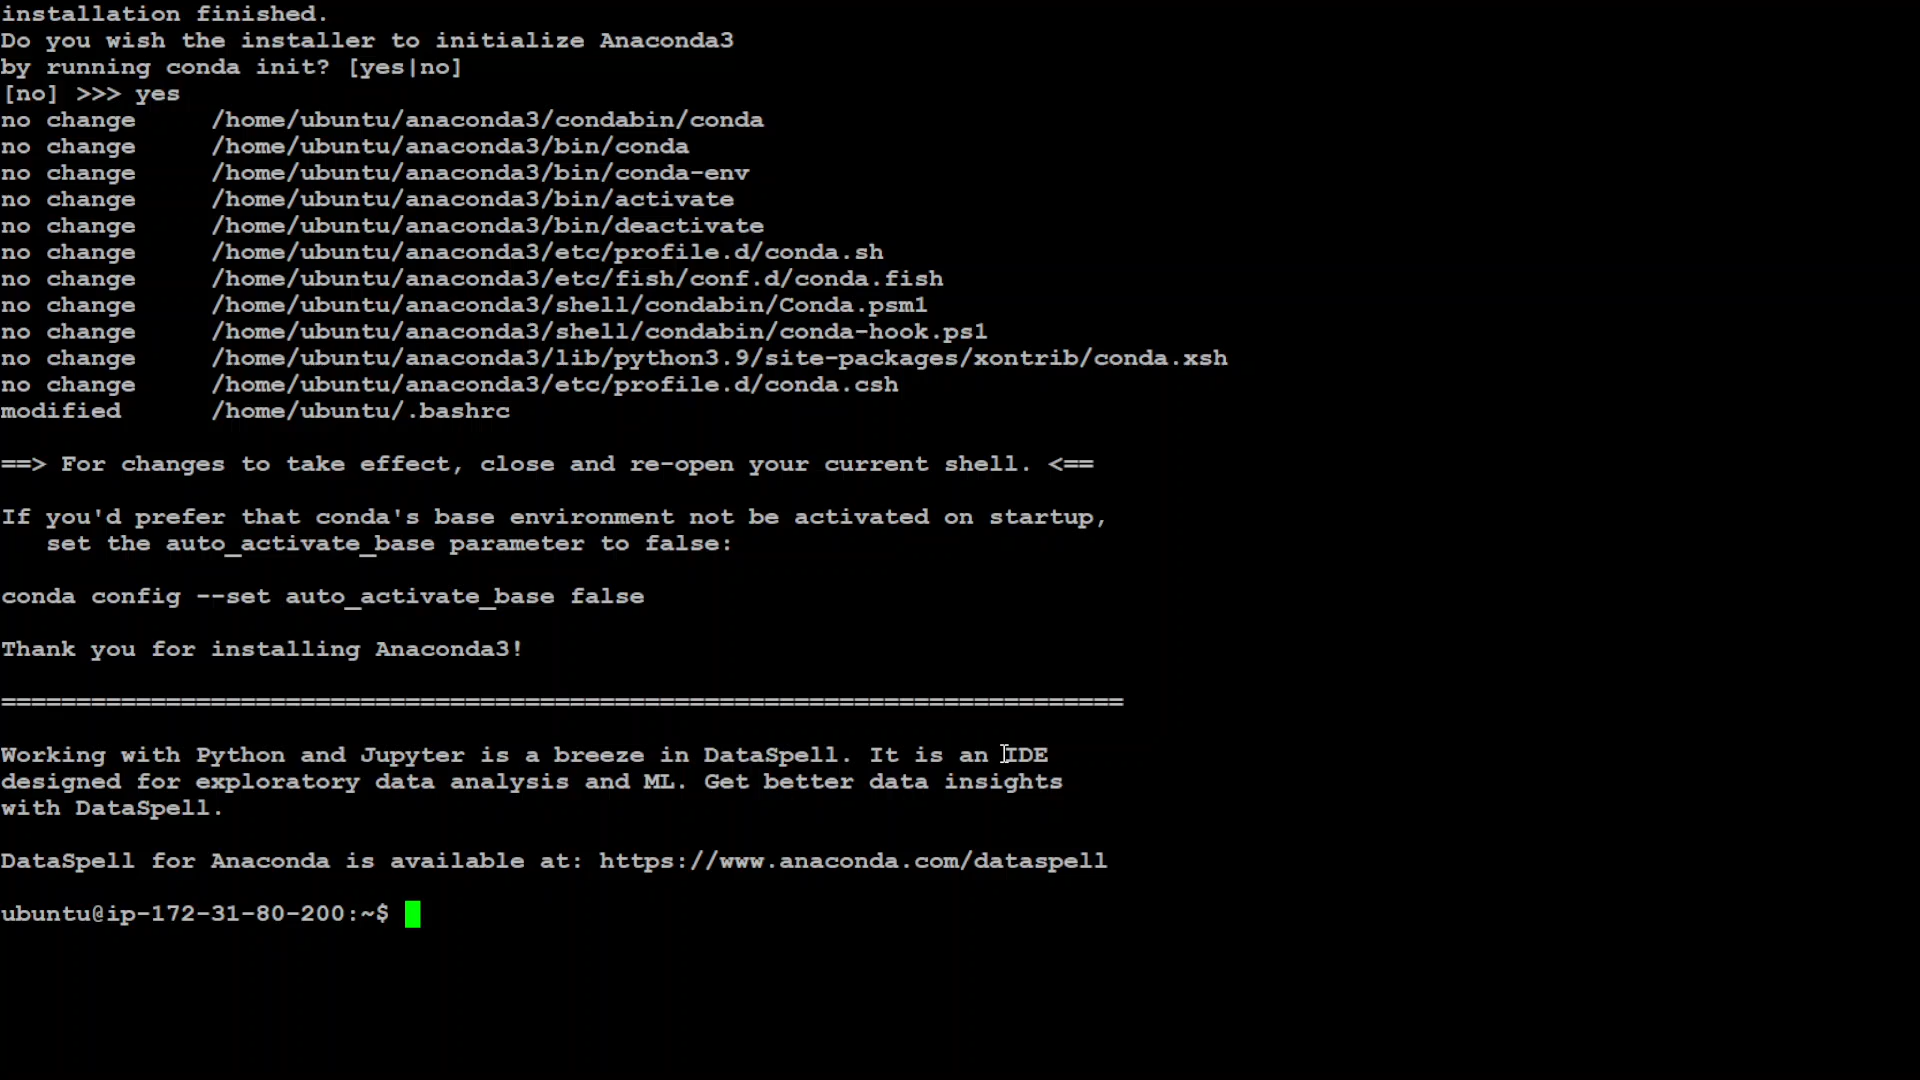 installation finished.
Do you wish the installer to initialize Anaconda3
by running conda init? [yes|no]
[no] >>> yes
no change     /home/ubuntu/anaconda3/condabin/conda
no change     /home/ubuntu/anaconda3/bin/conda
no change     /home/ubuntu/anaconda3/bin/conda-env
no change     /home/ubuntu/anaconda3/bin/activate
no change     /home/ubuntu/anaconda3/bin/deactivate
no change     /home/ubuntu/anaconda3/etc/profile.d/conda.sh
no change     /home/ubuntu/anaconda3/etc/fish/conf.d/conda.fish
no change     /home/ubuntu/anaconda3/shell/condabin/Conda.psm1
no change     /home/ubuntu/anaconda3/shell/condabin/conda-hook.ps1
no change     /home/ubuntu/anaconda3/lib/python3.9/site-packages/xontrib/conda.xsh
no change     /home/ubuntu/anaconda3/etc/profile.d/conda.csh
modified      /home/ubuntu/.bashrc
==> For changes to take effect, close and re-open your current shell. <==
If you'd prefer that conda's base environment not be activated on startup,
   set the auto_activate_base parameter to false:
conda config --set auto_activate_base false
Thank you for installing Anaconda3!
===========================================================================
Working with Python and Jupyter is a breeze in DataSpell. It is an IDE
designed for exploratory data analysis and ML. Get better data insights
with DataSpell.
DataSpell for Anaconda is available at: https://www.anaconda.com/dataspell
ubuntu@ip-172-31-80-200:~$